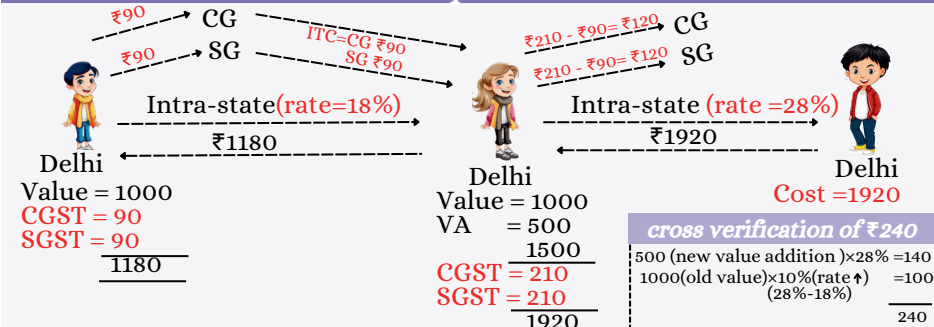 ₹90
CG
₹90
SG
ITC=CG ₹90
SG ₹90
₹210 - ₹90= ₹120
CG
₹210 - ₹90= ₹120
SG
Intra-state(rate=18%)
₹1180
Intra-state (rate =28%)
₹1920
Delhi
Value = 1000
CGST = 90
SGST = 90
1180
Delhi
Value = 1000
VA = 500
1500
CGST = 210
SGST = 210
1920
Delhi
Cost =1920
cross verification of ₹240
500 (new value addition )×28% =140
1000(old value)×10%(rate↑) =100
(28%-18%)
240